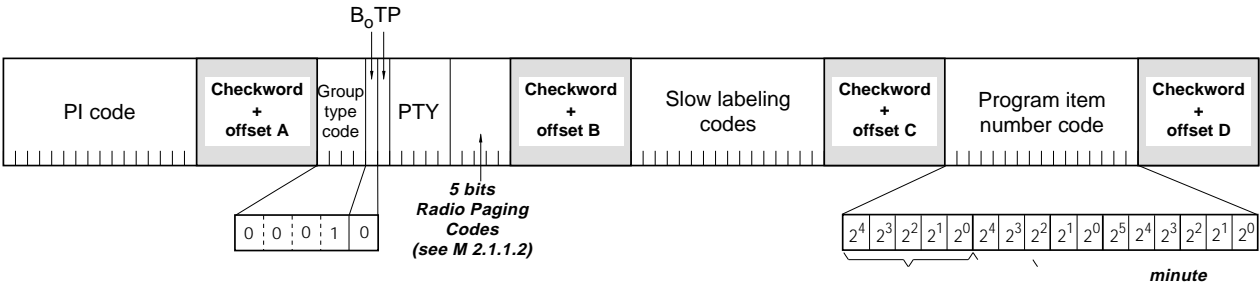 BₒTP
PI code
Checkword
+
offset A
Group
type
code
PTY
Checkword
+
offset B
Slow labeling
codes
Checkword
+
offset C
Program item
number code
Checkword
+
offset D
5 bits
Radio Paging
Codes
(see M 2.1.1.2)
0 0 0 1 0
2⁴ 2³ 2² 2¹ 2⁰ 2⁴ 2³ 2² 2¹ 2⁰ 2⁵ 2⁴ 2³ 2² 2¹ 2⁰
minute